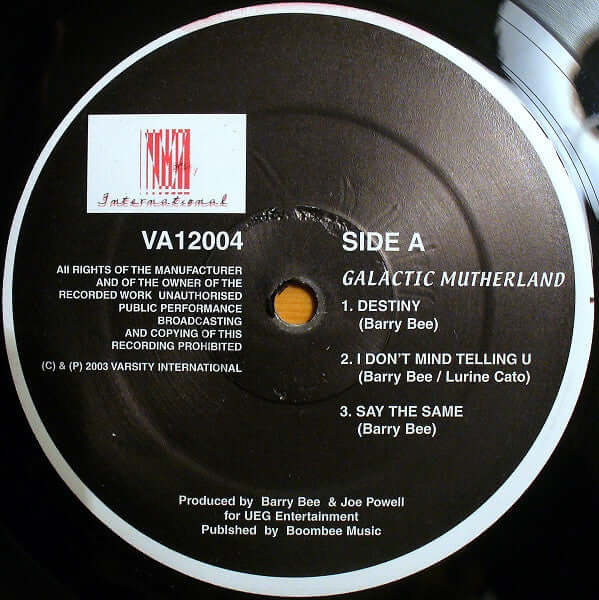 International
VA12004
All RIGHTS OF THE MANUFACTURER
AND OF THE OWNER OF THE
RECORDED WORK UNAUTHORISED
PUBLIC PERFORMANCE
BROADCASTING
AND COPYING OF THIS
RECORDING PROHIBITED
(C) & (P) 2003 VARSITY INTERNATIONAL
SIDE A
GALACTIC MUTHERLAND
1. DESTINY
(Barry Bee)
2. I DON'T MIND TELLING U
(Barry Bee / Lurine Cato)
3. SAY THE SAME
(Barry Bee)
Produced by Barry Bee & Joe Powell
for UEG Entertainment
Publshed by Boombee Music